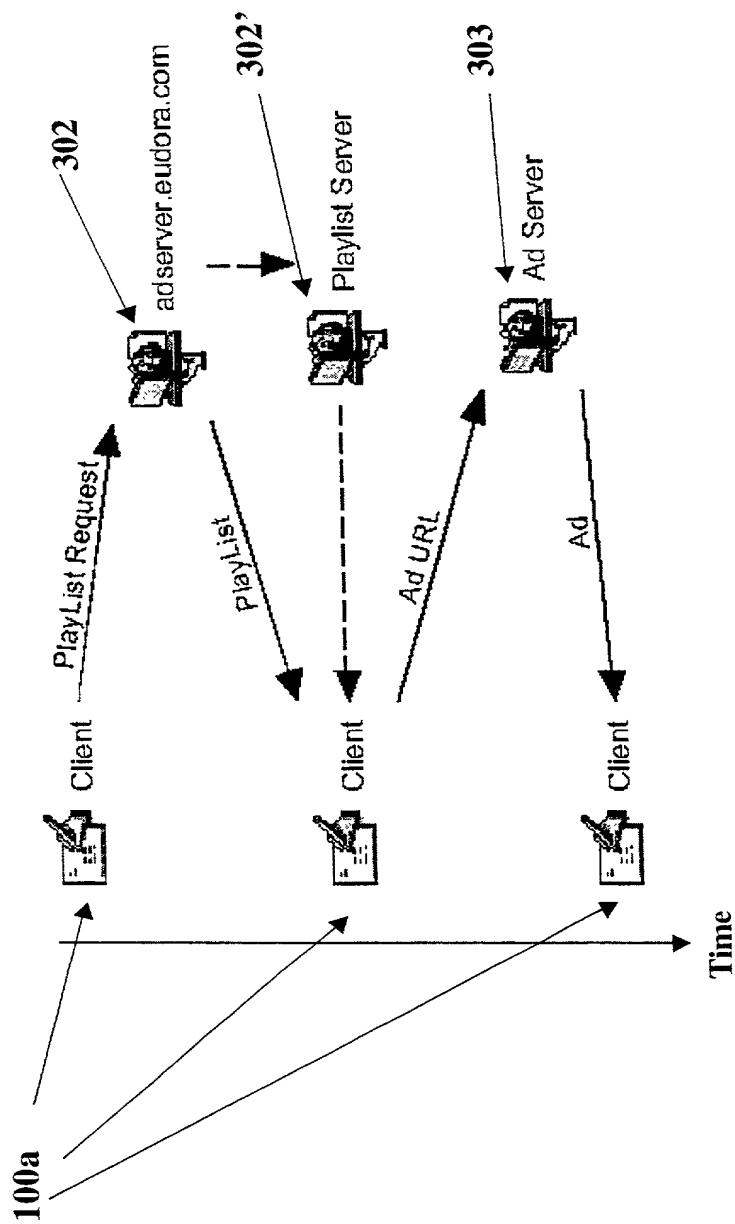 100a
Time
Client
PlayList Request
302
adserver.eudora.com
PlayList
302’
Playlist Server
Client
Ad URL
303
Ad Server
Ad
Client